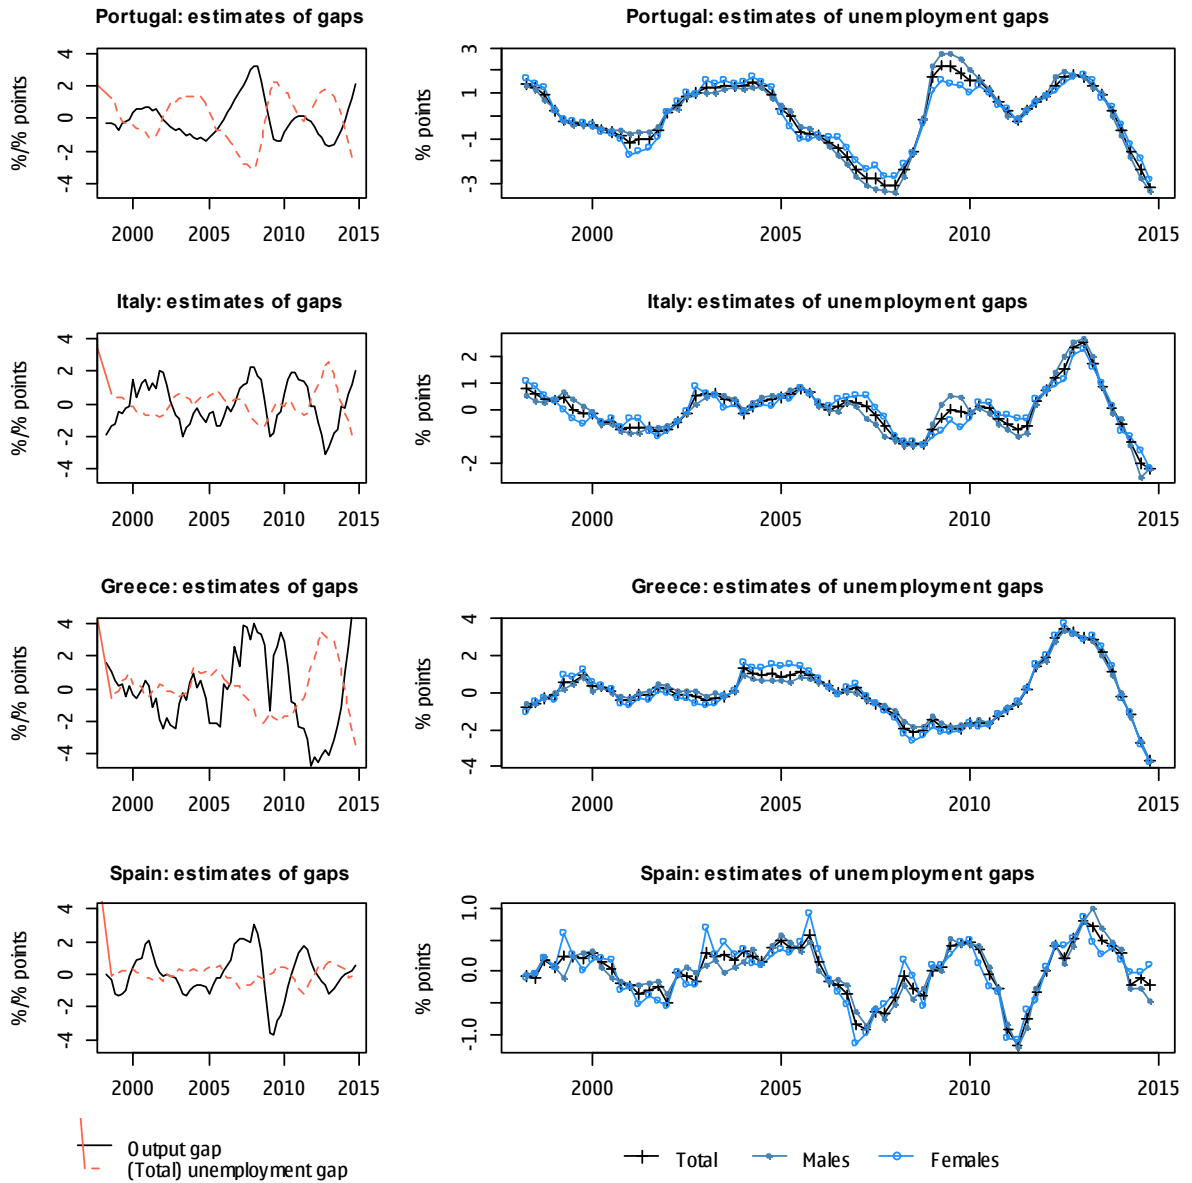 Portugal: estimates of gaps
%/% points
4
2
0
-2
-4
2000 2005 2010 2015
Portugal: estimates of unemployment gaps
% points
3
1
-1
-3
2000 2005 2010 2015
Italy: estimates of gaps
%/% points
4
2
0
-2
-4
2000 2005 2010 2015
Italy: estimates of unemployment gaps
% points
2
1
0
-2
2000 2005 2010 2015
Greece: estimates of gaps
%/% points
4
2
0
-2
-4
2000 2005 2010 2015
Greece: estimates of unemployment gaps
% points
4
2
0
-2
-4
2000 2005 2010 2015
Spain: estimates of gaps
%/% points
4
2
0
-2
-4
2000 2005 2010 2015
Spain: estimates of unemployment gaps
% points
1.0
0.0
-1.0
2000 2005 2010 2015
Output gap
(Total) unemployment gap
Total Males Females